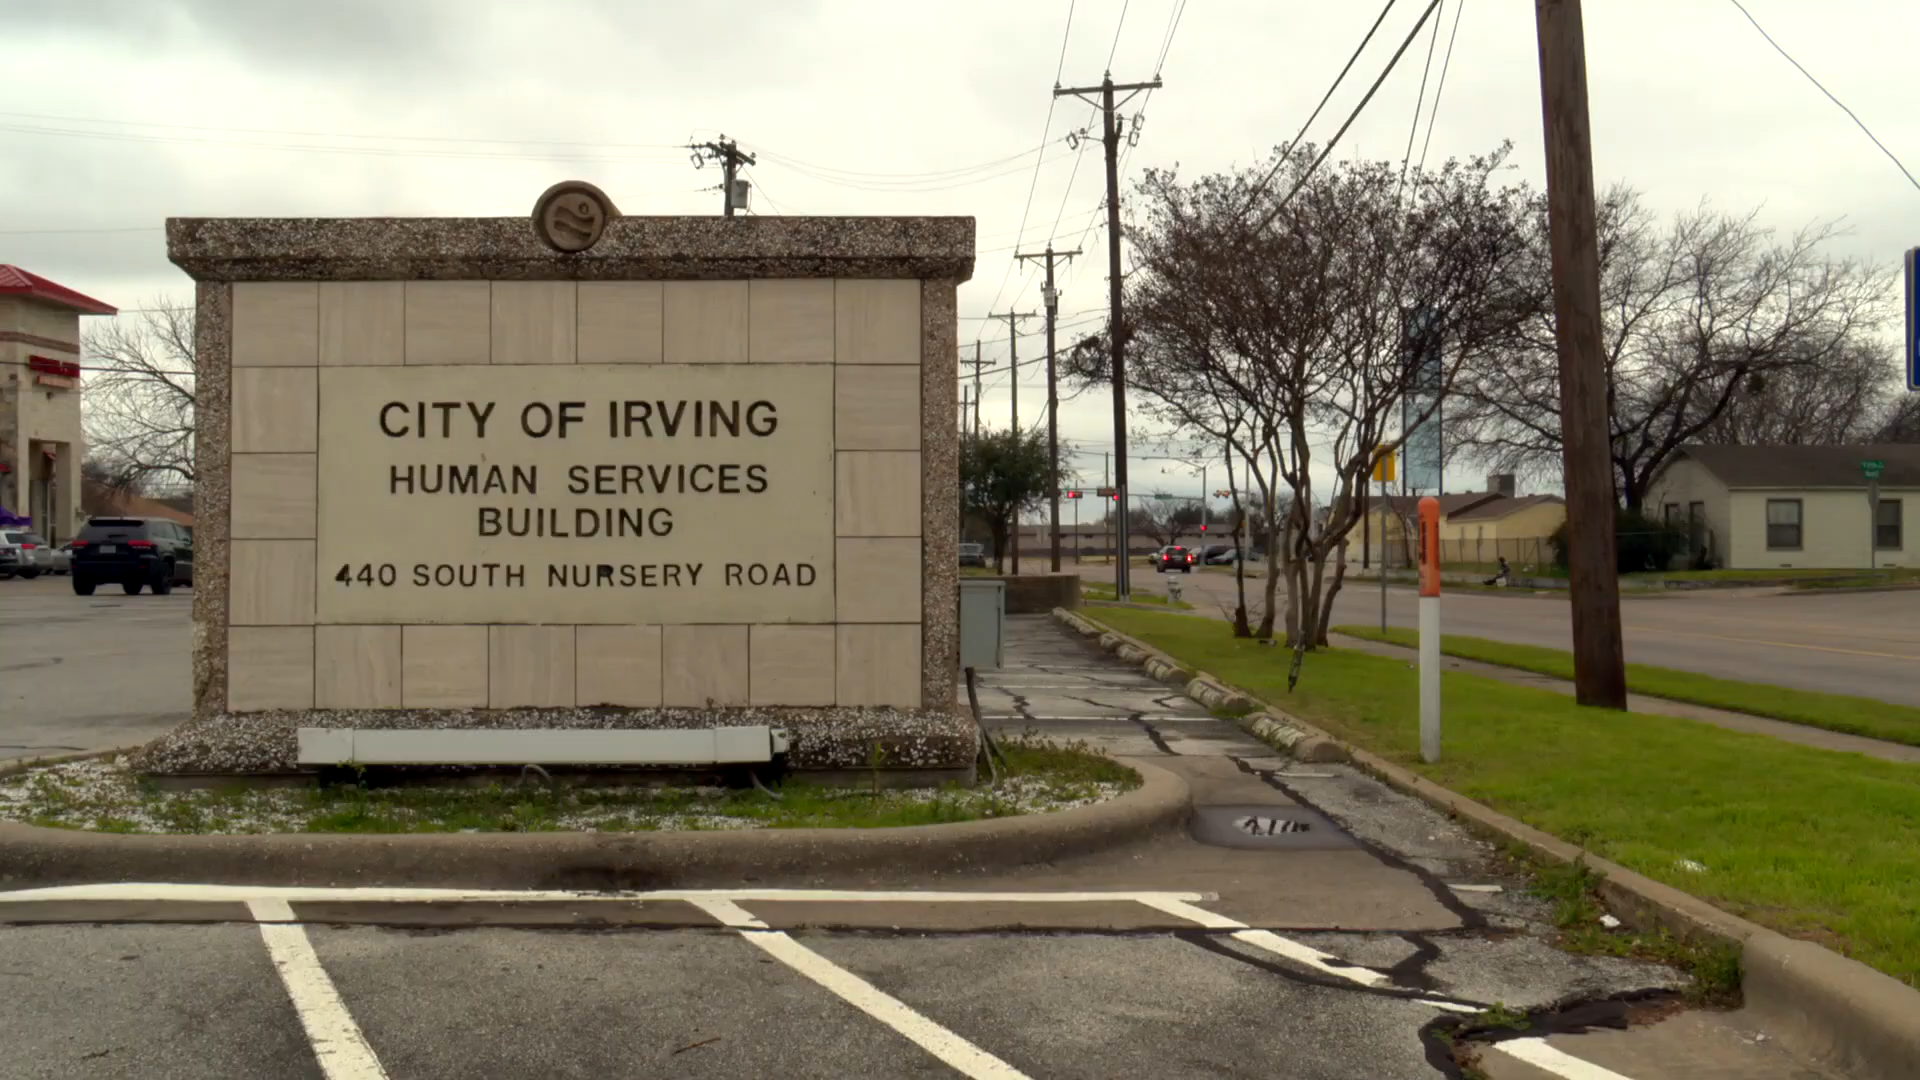 CITY OF IRVING
HUMAN SERVICES
BUILDING
440 SOUTH NURSERY ROAD